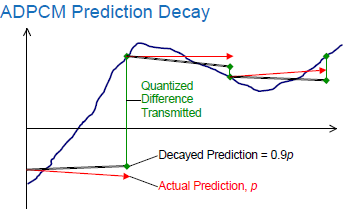 ADPCM Prediction Decay
Quantized
Difference
Transmitted
Decayed Prediction = 0.9p
Actual Prediction, p